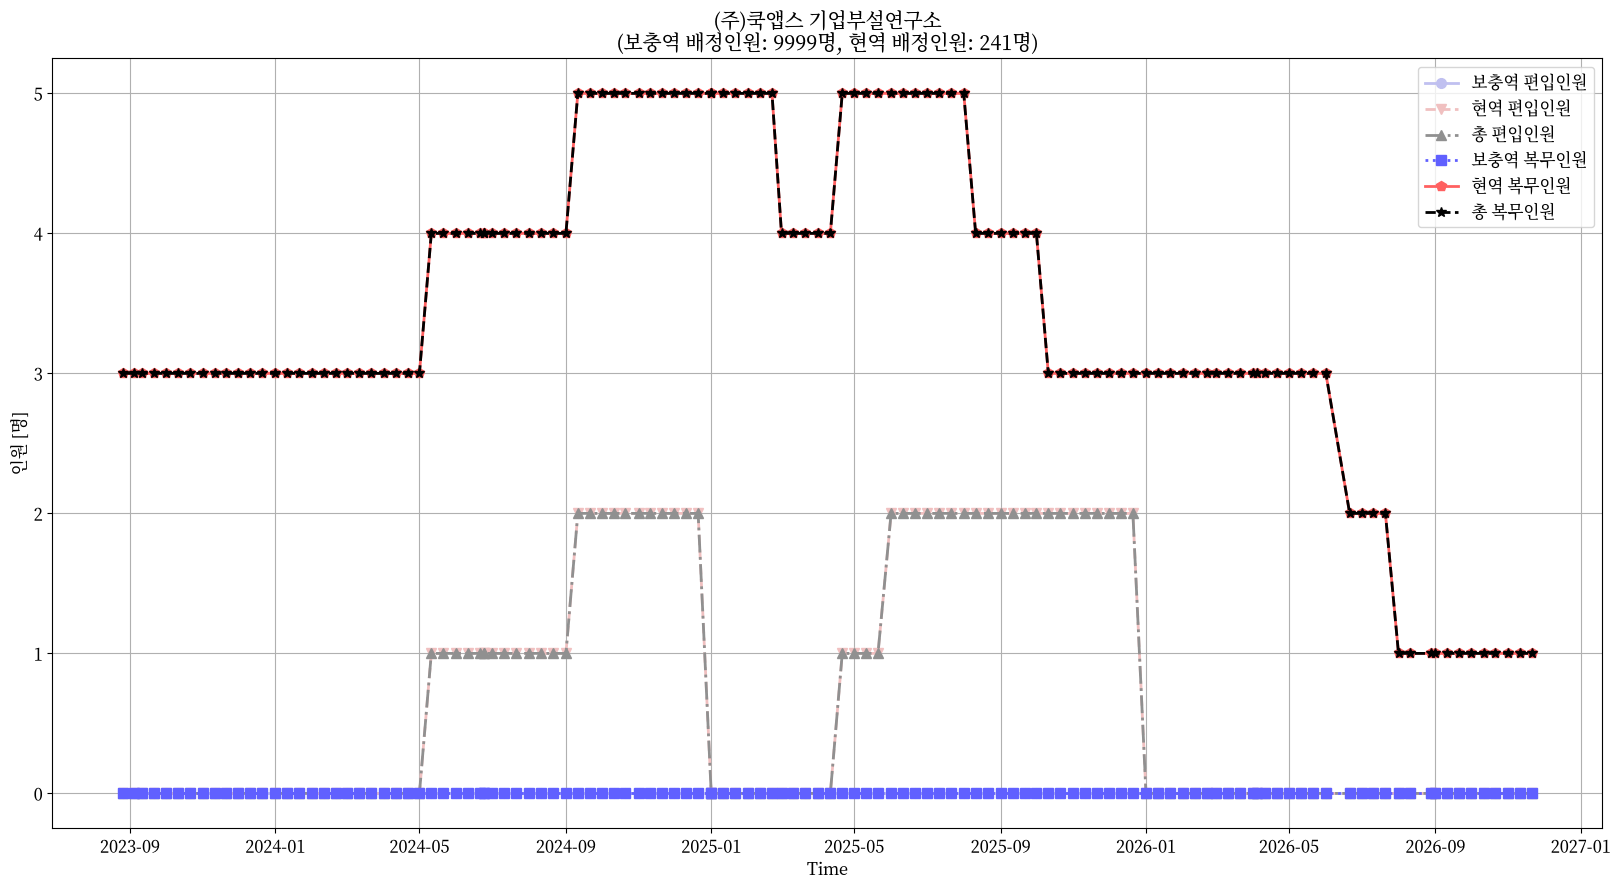 (주)쿡앱스 기업부설연구소
(보충역 배정인원: 9999명, 현역 배정인원: 241명)
보충역 편입인원
현역 편입인원
총 편입인원
보충역 복무인원
현역 복무인원
총 복무인원
인원 [명]
5
4
3
2
1
0
2023-09
2024-01
2024-05
2024-09
2025-01
2025-05
2025-09
2026-01
2026-05
2026-09
2027-01
Time